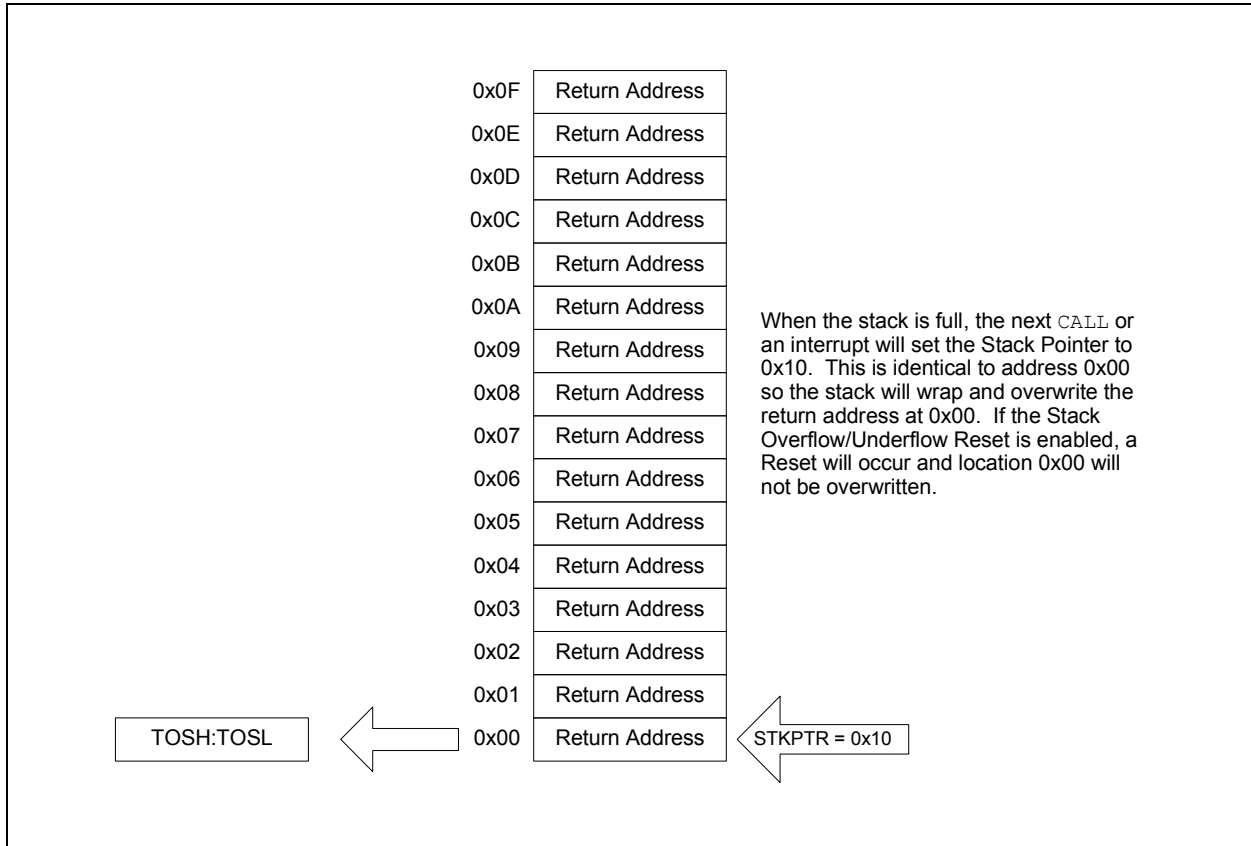 0x0F Return Address
0x0E Return Address
0x0D Return Address
0x0C Return Address
0x0B Return Address
0x0A Return Address
0x09 Return Address
0x08 Return Address
0x07 Return Address
0x06 Return Address
0x05 Return Address
0x04 Return Address
0x03 Return Address
0x02 Return Address
0x01 Return Address
TOSH:TOSL 0x00 Return Address STKPTR = 0x10
When the stack is full, the next CALL or
an interrupt will set the Stack Pointer to
0x10. This is identical to address 0x00
so the stack will wrap and overwrite the
return address at 0x00. If the Stack
Overflow/Underflow Reset is enabled, a
Reset will occur and location 0x00 will
not be overwritten.